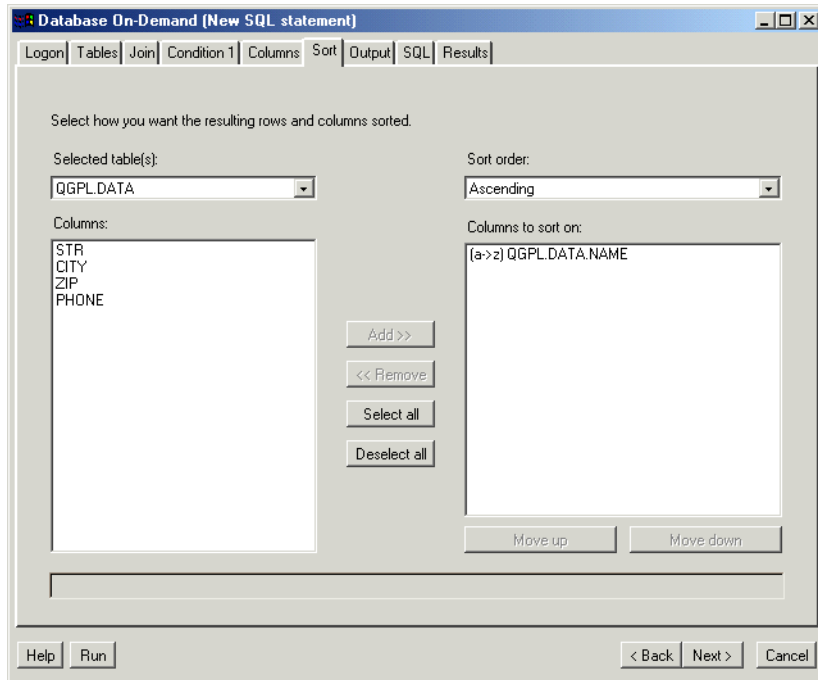 Database On-Demand (New SQL statement)
Logon Tables Join Condition 1 Columns Sort Output SQL Results
Select how you want the resulting rows and columns sorted.
Selected table(s):
Sort order:
QGPL.DATA
Ascending
Columns:
Columns to sort on:
STR
CITY
ZIP
PHONE
(a->z) QGPL.DATA.NAME
Add >>
<< Remove
Select all
Deselect all
Move up
Move down
Help
Run
< Back
Next >
Cancel